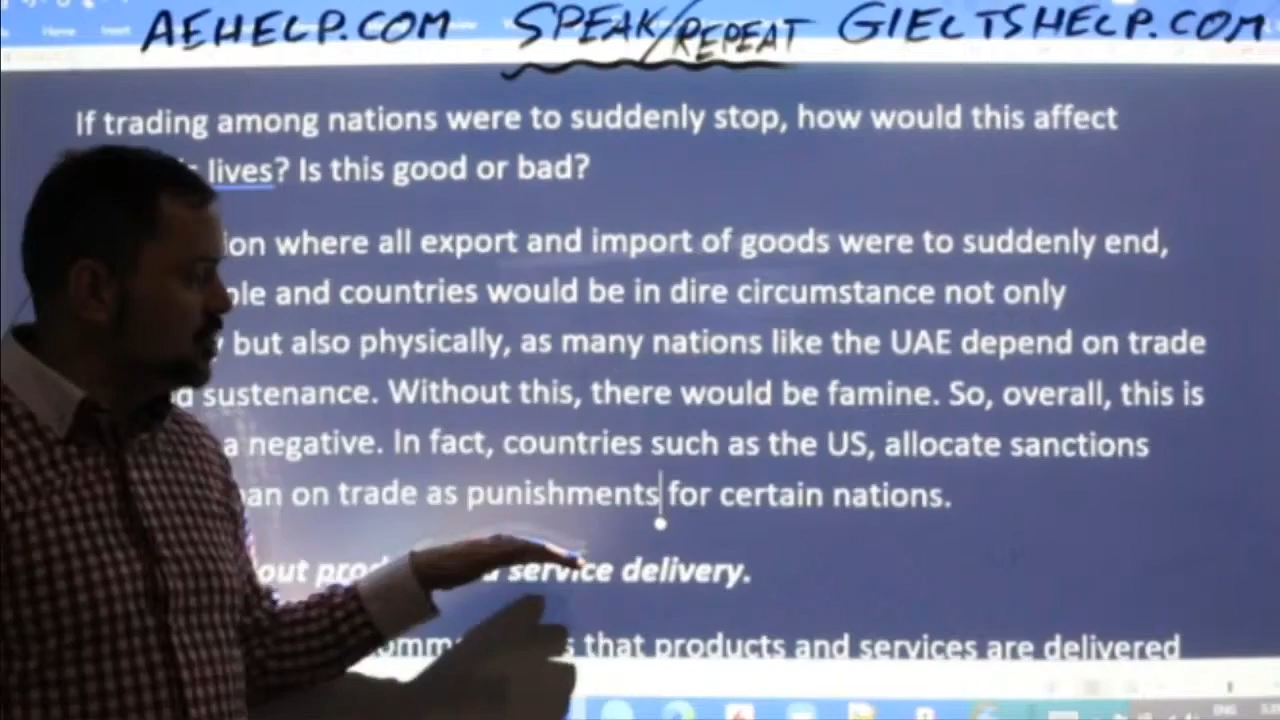 AEHELP.COM SPEAK/REPEAT GIELTSHELP.COM
If trading among nations were to suddenly stop, how would this affect
lives? Is this good or bad?
where all export and import of goods were to suddenly end,
and countries would be in dire circumstance not only
but also physically, as many nations like the UAE depend on trade
sustenance. Without this, there would be famine. So, overall, this is
a negative. In fact, countries such as the US, allocate sanctions
on trade as punishments for certain nations.
service delivery.
that products and services are delivered